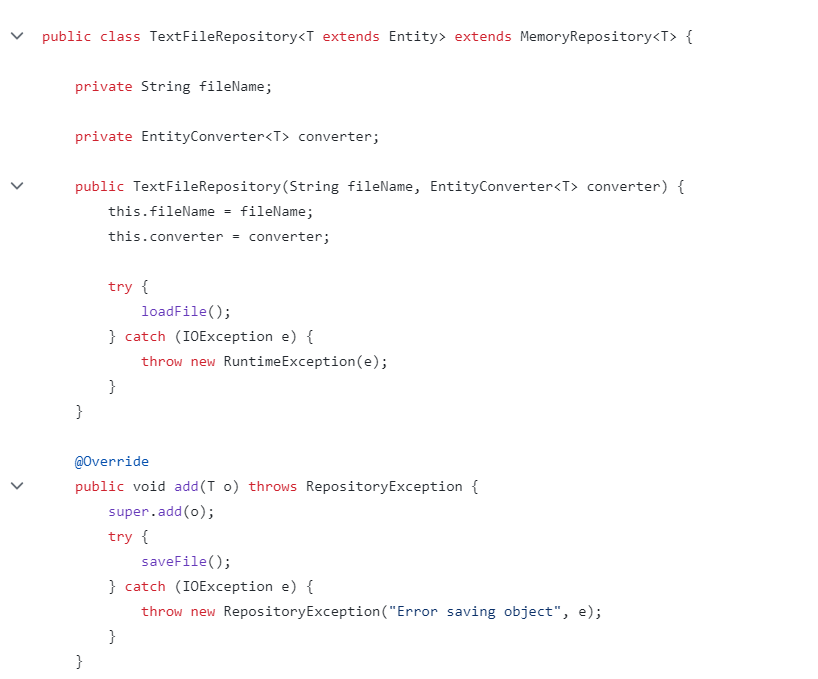 public class TextFileRepository<T extends Entity> extends MemoryRepository<T> {
private String fileName;
private EntityConverter<T> converter;
public TextFileRepository(String fileName, EntityConverter<T> converter) {
this.fileName = fileName;
this.converter = converter;
try {
loadFile();
} catch (IOException e) {
throw new RuntimeException(e);
}
}
@Override
public void add(T o) throws RepositoryException {
super.add(o);
try {
saveFile();
} catch (IOException e) {
throw new RepositoryException("Error saving object", e);
}
}